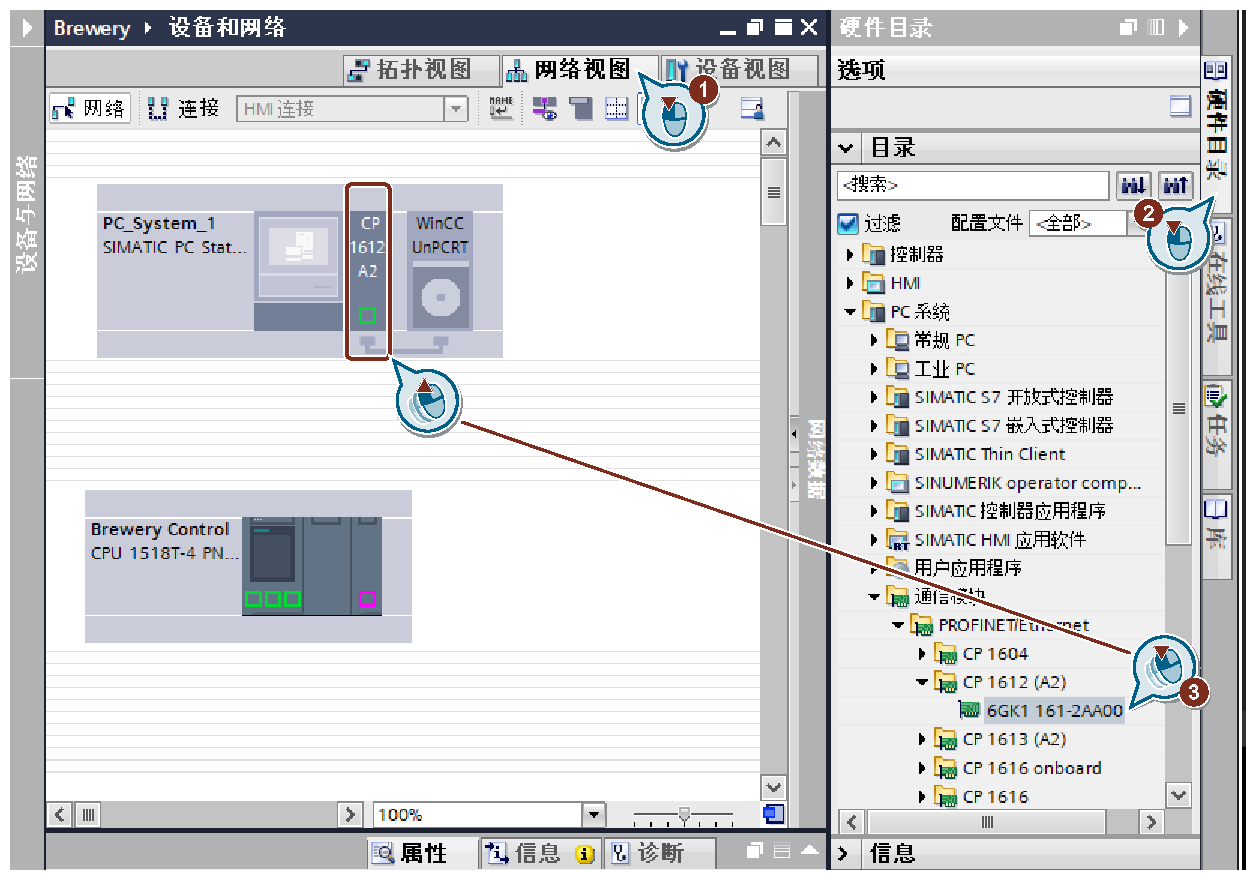 Brewery ▸ 设备和网络
拓扑视图
网络视图
设备视图
1
网络
连接
HMI 连接
NAME
设备与网络
PC_System_1
SIMATIC PC Stat...
CP
1612
A2
WinCC
UnPCRT
Brewery Control
CPU 1518T-4 PN...
网络数据
100%
属性
信息
诊断
硬件目录
选项
目录
<搜索>
过滤
配置文件
<全部>
2
控制器
HMI
PC 系统
常规 PC
工业 PC
SIMATIC S7 开放式控制器
SIMATIC S7 嵌入式控制器
SIMATIC Thin Client
SINUMERIK operator comp...
SIMATIC 控制器应用程序
SIMATIC HMI 应用软件
用户应用程序
通信模块
PROFINET/Ethernet
CP 1604
CP 1612 (A2)
6GK1 161-2AA00
3
CP 1613 (A2)
CP 1616 onboard
CP 1616
信息
硬件目录
在线工具
任务
库